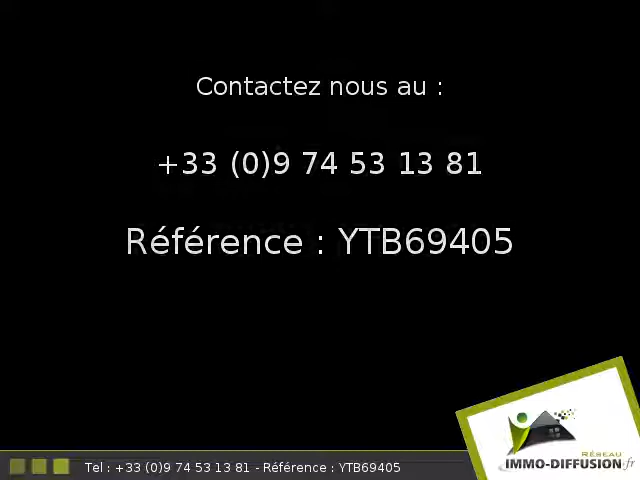 Contactez nous au :
+33 (0)9 74 53 13 81
Référence : YTB69405
RÉSEAU
IMMO-DIFFUSION.fr
Tel : +33 (0)9 74 53 13 81 - Référence : YTB69405